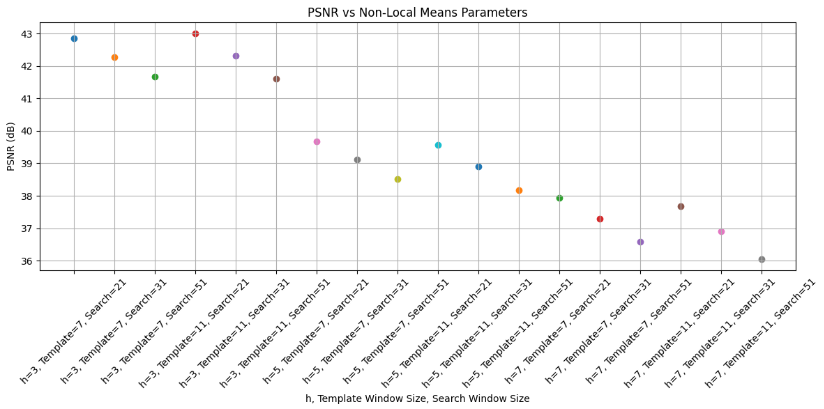 PSNR vs Non-Local Means Parameters
PSNR (dB)
43
42
41
40
39
38
37
36
h=3, Template=7, Search=21
h=3, Template=7, Search=31
h=3, Template=7, Search=51
h=3, Template=11, Search=21
h=3, Template=11, Search=31
h=3, Template=11, Search=51
h=5, Template=7, Search=21
h=5, Template=7, Search=31
h=5, Template=7, Search=51
h=5, Template=11, Search=21
h=5, Template=11, Search=31
h=5, Template=11, Search=51
h=7, Template=7, Search=21
h=7, Template=7, Search=31
h=7, Template=7, Search=51
h=7, Template=11, Search=21
h=7, Template=11, Search=31
h=7, Template=11, Search=51
h, Template Window Size, Search Window Size